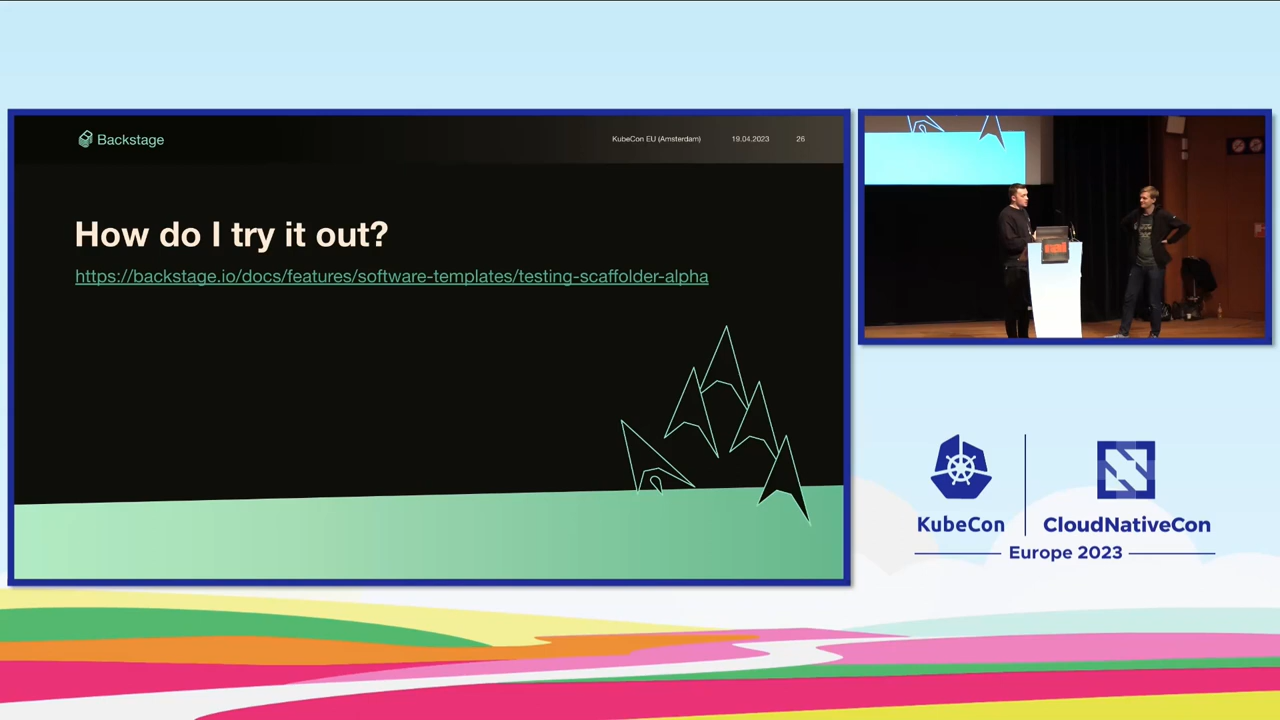 Backstage
KubeCon EU (Amsterdam) 19.04.2023 26
How do I try it out?
https://backstage.io/docs/features/software-templates/testing-scaffolder-alpha
KubeCon CloudNativeCon
Europe 2023